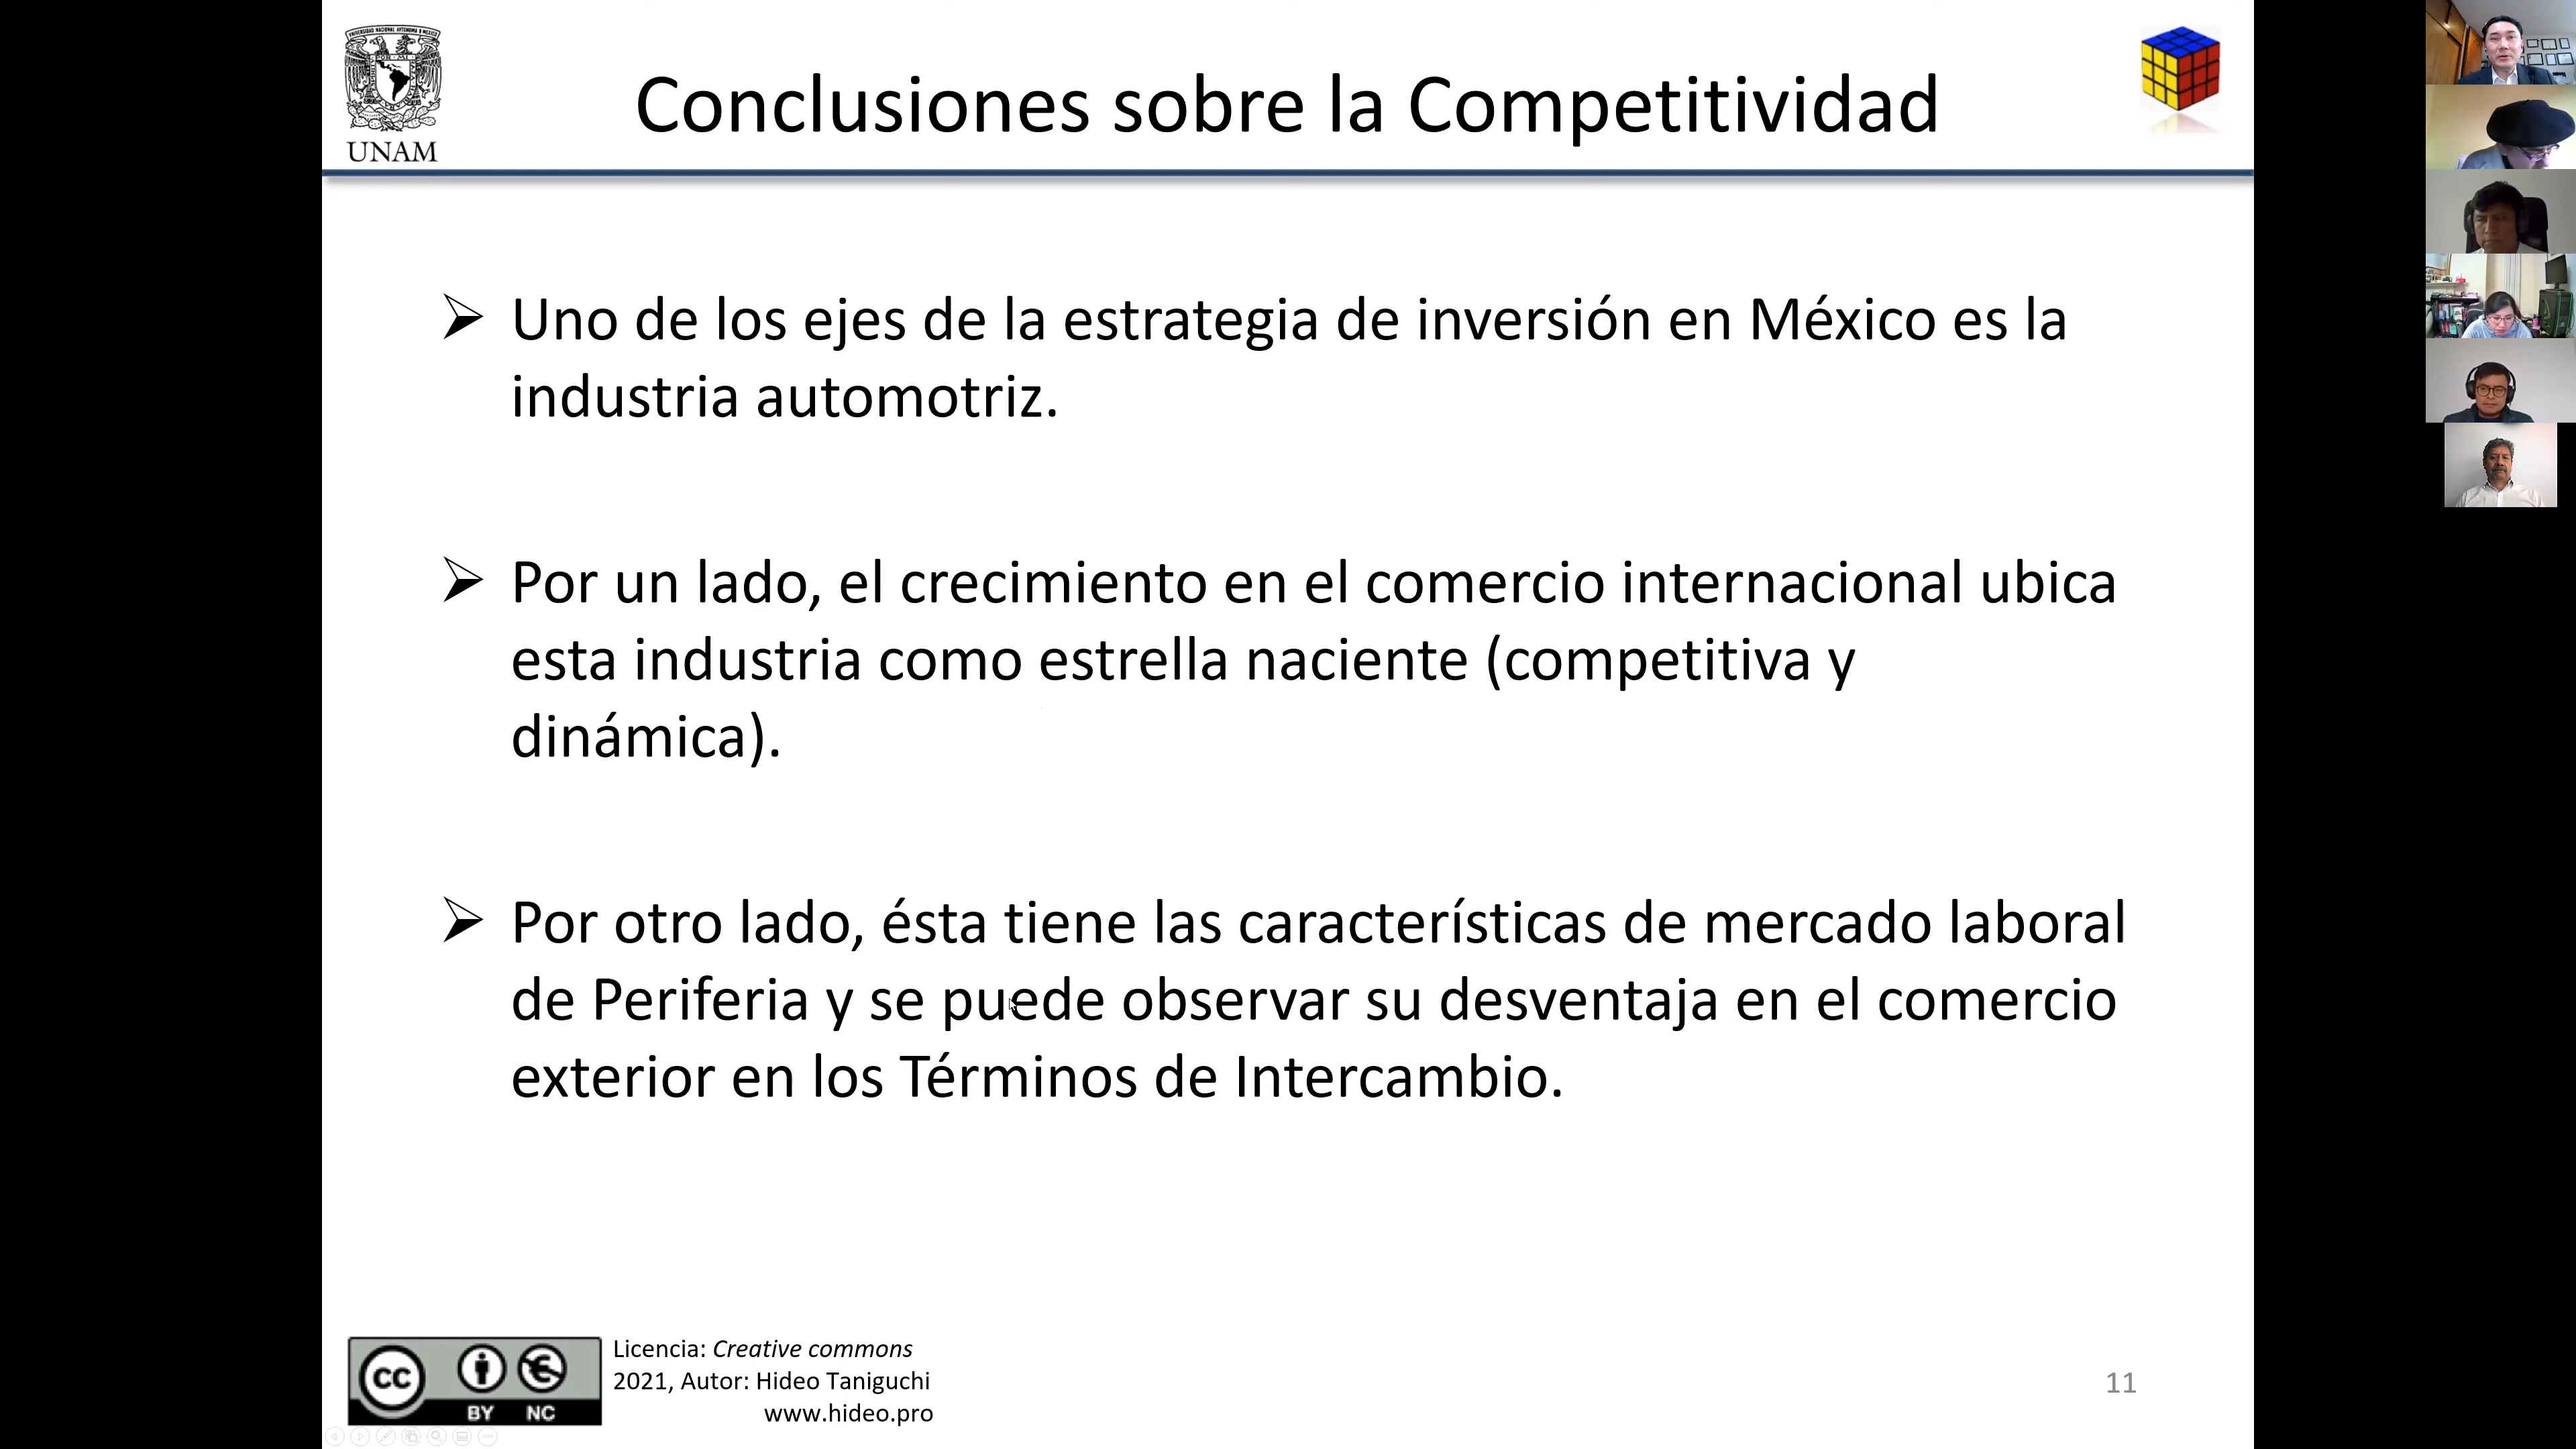 UNAM
Conclusiones sobre la Competitividad
Uno de los ejes de la estrategia de inversión en México es la
industria automotriz.
Por un lado, el crecimiento en el comercio internacional ubica
esta industria como estrella naciente (competitiva y
dinámica).
Por otro lado, ésta tiene las características de mercado laboral
de Periferia y se puede observar su desventaja en el comercio
exterior en los Términos de Intercambio.
cc
BY NC
Licencia: Creative commons
2021, Autor: Hideo Taniguchi
www.hideo.pro
11